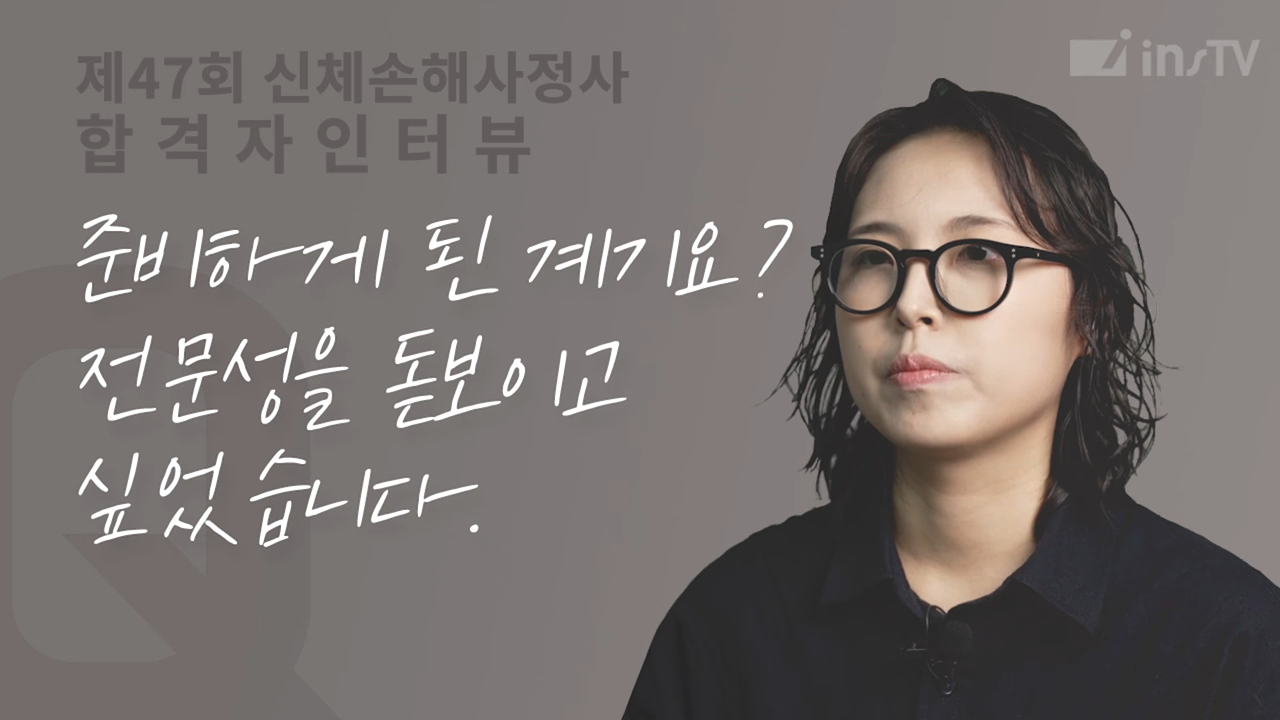 제47회 신체손해사정사
합격자인터뷰
insTV
준비하게 된 계기요?
전문성을 돋보이고
싶었습니다.